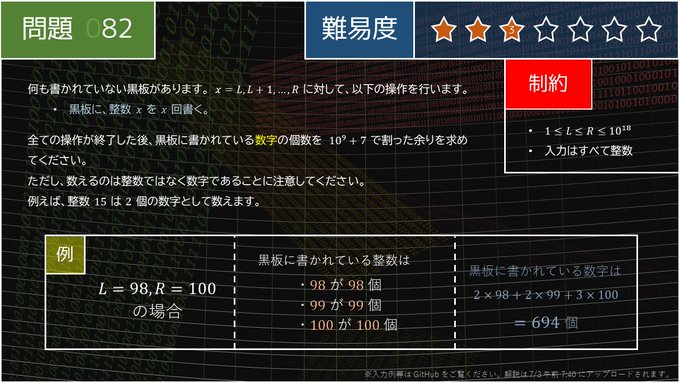 問題 082
難易度
5
何も書かれていない黒板があります。 x = L, L + 1, ..., R に対して、以下の操作を行います。
• 黒板に、整数 x を x 回書く。
全ての操作が終了した後、黒板に書かれている数字の個数を 10⁹ + 7 で割った余りを求め
てください。
ただし、数えるのは整数ではなく数字であることに注意してください。
例えば、整数 15 は 2 個の数字として数えます。
制約
• 1 ≤ L ≤ R ≤ 10¹⁸
• 入力はすべて整数
例
L = 98, R = 100
の場合
黒板に書かれている整数は
・98 が 98 個
・99 が 99 個
・100 が 100 個
黒板に書かれている数字は
2 × 98 + 2 × 99 + 3 × 100
= 694 個
※入力例等は GitHub をご覧ください。解説は 7/3 午前 7:40 にアップロードされます。